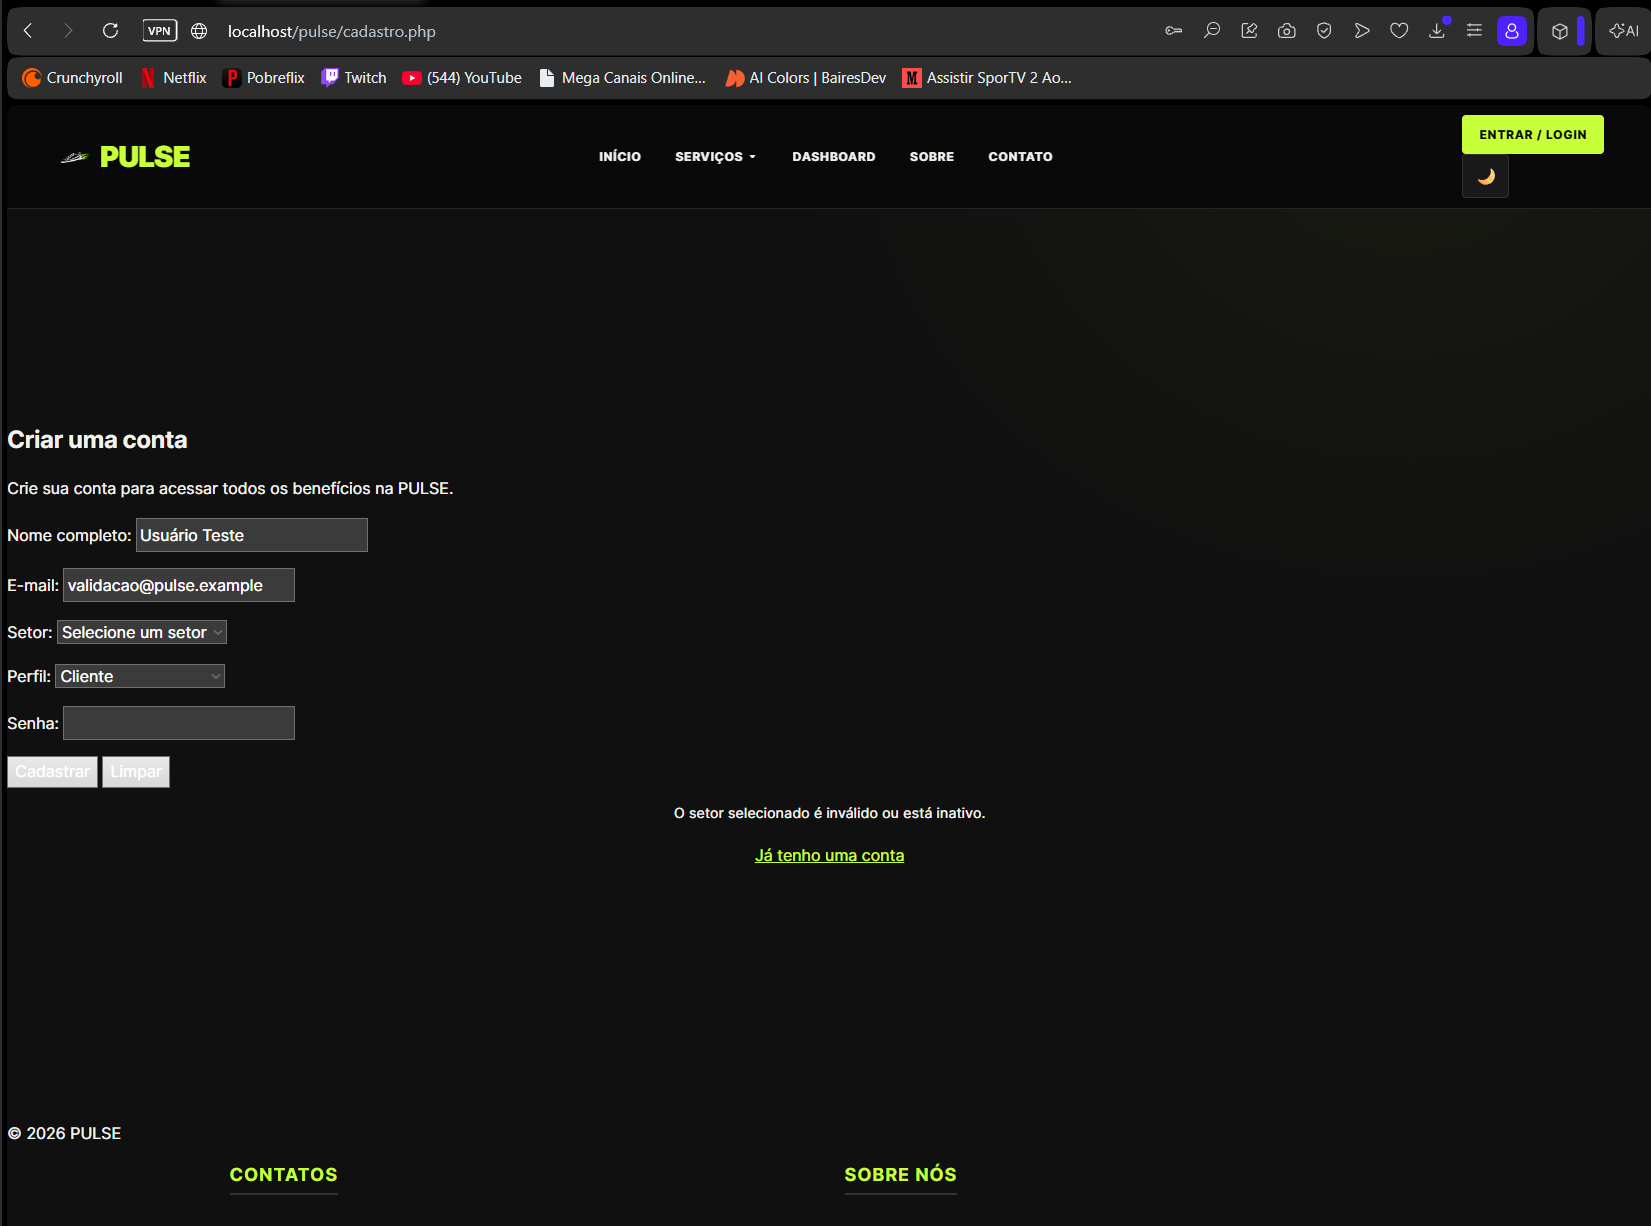 VPN
localhost/pulse/cadastro.php
AI
Crunchyroll
Netflix
Pobreflix
Twitch
(544) YouTube
Mega Canais Online...
AI Colors | BairesDev
Assistir SporTV 2 Ao...
PULSE
INÍCIO
SERVIÇOS
DASHBOARD
SOBRE
CONTATO
ENTRAR / LOGIN
Criar uma conta
Crie sua conta para acessar todos os benefícios na PULSE.
Nome completo: Usuário Teste
E-mail: validacao@pulse.example
Setor: Selecione um setor
Perfil: Cliente
Senha:
Cadastrar Limpar
O setor selecionado é inválido ou está inativo.
Já tenho uma conta
© 2026 PULSE
CONTATOS
SOBRE NÓS